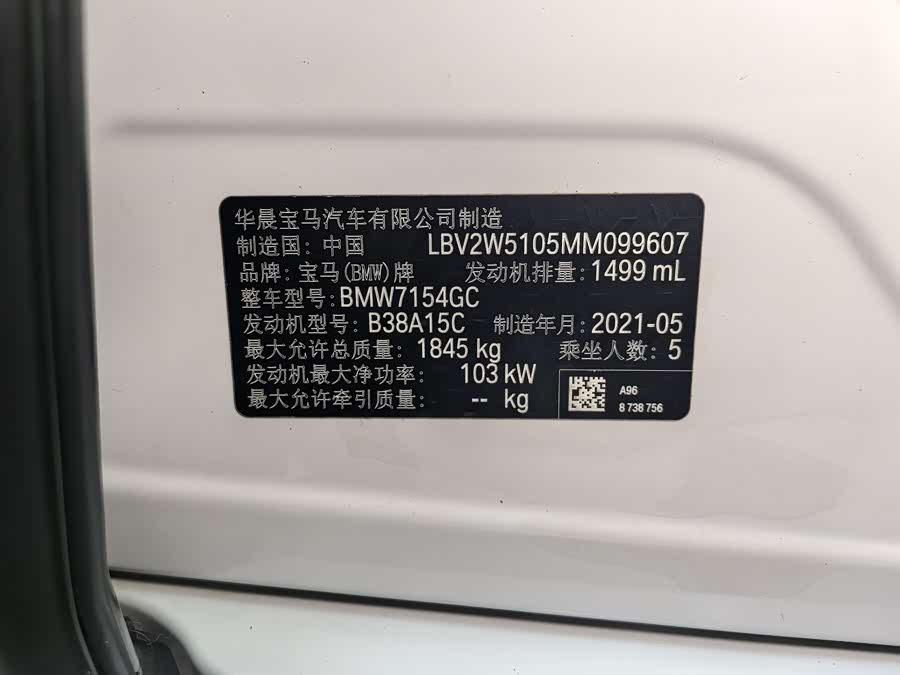 华晨宝马汽车有限公司制造
制造国: 中国 LBV2W5105MM099607
品牌: 宝马(BMW)牌 发动机排量: 1499 mL
整车型号: BMW7154GC
发动机型号: B38A15C 制造年月: 2021-05
最大允许总质量: 1845 kg 乘坐人数: 5
发动机最大净功率: 103 kW
最大允许牵引质量: -- kg
A96
8 738 756